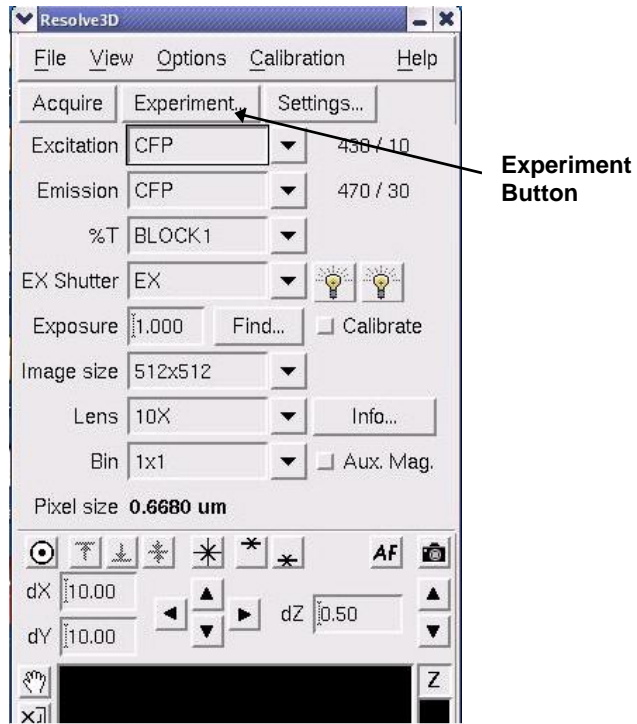 Resolve3D
File View Options Calibration Help
Acquire Experiment... Settings...
Excitation CFP 430 / 10
Experiment
Button
Emission CFP 470 / 30
%T BLOCK1
EX Shutter EX
Exposure 1.000 Find... Calibrate
Image size 512x512
Lens 10X Info...
Bin 1x1 Aux. Mag.
Pixel size 0.6680 um
AF
dX 10.00
dZ 0.50
dY 10.00
Z